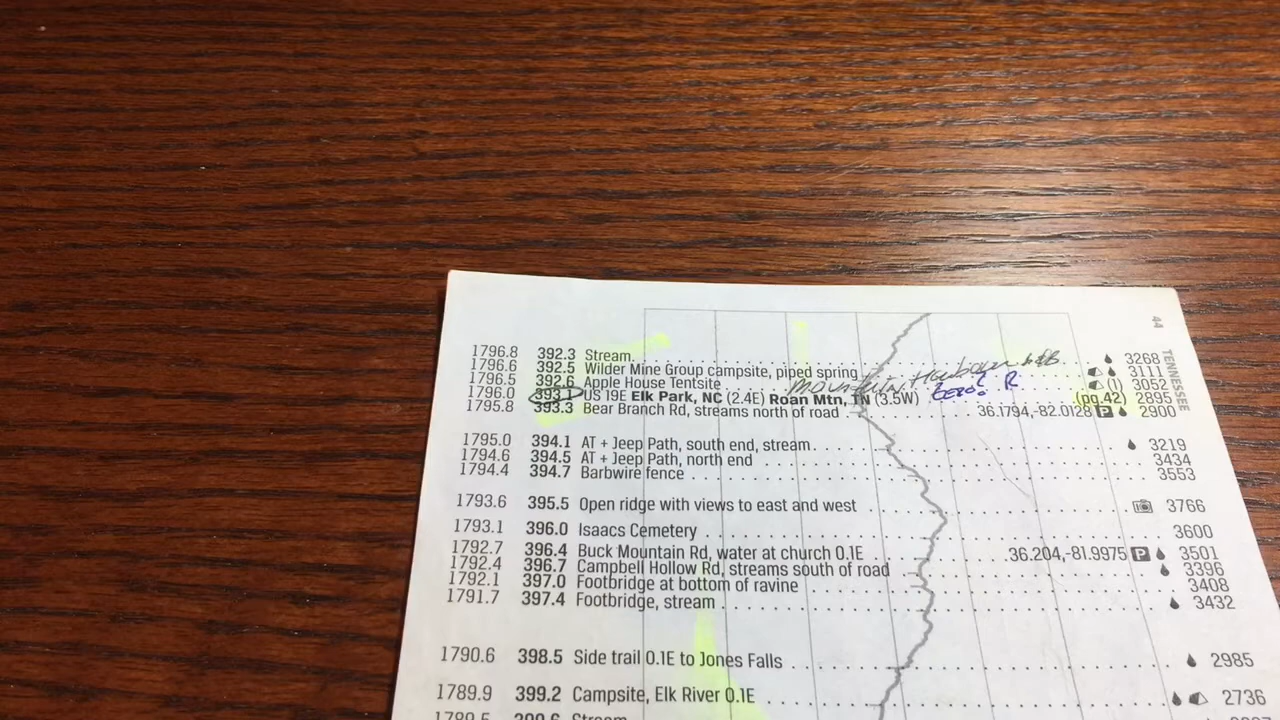 44
TENNESEE
1796.8 392.3 Stream. 3268
1796.6 392.5 Wilder Mine Group campsite, piped spring 3111
1796.5 392.6 Apple House Tentsite (I) 3052
mountain Harbour b&B
zero? R
1796.0 393.1 US 19E Elk Park, NC (2.4E) Roan Mtn, TN (3.5W) (pg.42) 2895
1795.8 393.3 Bear Branch Rd, streams north of road 36.1794,-82.0128 P 2900
1795.0 394.1 AT + Jeep Path, south end, stream 3219
1794.6 394.5 AT + Jeep Path, north end 3434
1794.4 394.7 Barbwire fence 3553
1793.6 395.5 Open ridge with views to east and west 3766
1793.1 396.0 Isaacs Cemetery 3600
1792.7 396.4 Buck Mountain Rd, water at church 0.1E 36.204,-81.9975 P 3501
1792.4 396.7 Campbell Hollow Rd, streams south of road 3396
1792.1 397.0 Footbridge at bottom of ravine 3408
1791.7 397.4 Footbridge, stream 3432
1790.6 398.5 Side trail 0.1E to Jones Falls 2985
1789.9 399.2 Campsite, Elk River 0.1E 2736
1789.5 399.6 Stream